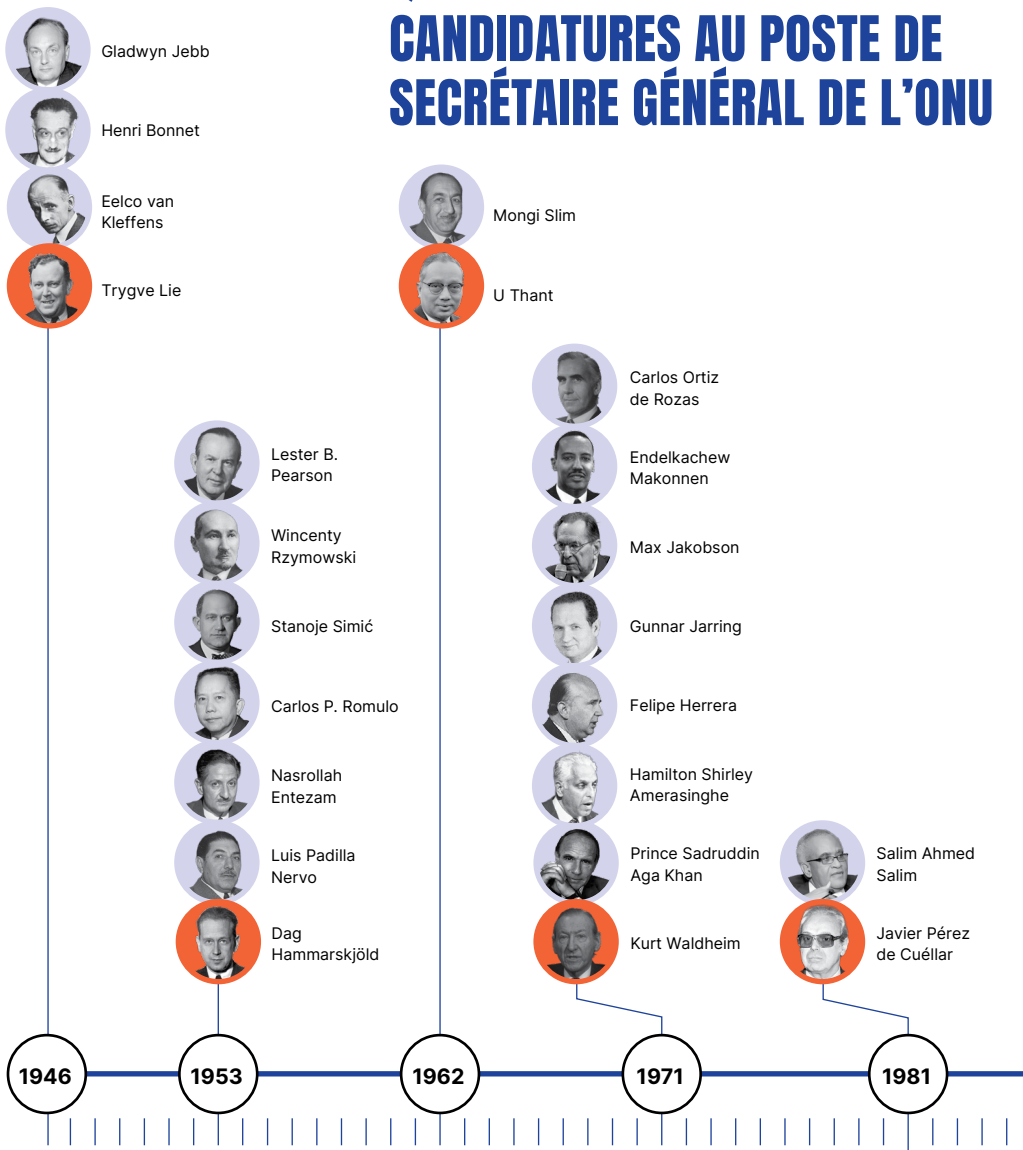 CANDIDATURES AU POSTE DE
SECRÉTAIRE GÉNÉRAL DE L’ONU
Gladwyn Jebb
Henri Bonnet
Eelco van
Kleffens
Trygve Lie
Lester B.
Pearson
Wincenty
Rzymowski
Stanoje Simić
Carlos P. Romulo
Nasrollah
Entezam
Luis Padilla
Nervo
Dag
Hammarskjöld
Mongi Slim
U Thant
Carlos Ortiz
de Rozas
Endelkachew
Makonnen
Max Jakobson
Gunnar Jarring
Felipe Herrera
Hamilton Shirley
Amerasinghe
Prince Sadruddin
Aga Khan
Kurt Waldheim
Salim Ahmed
Salim
Javier Pérez
de Cuéllar
1946
1953
1962
1971
1981